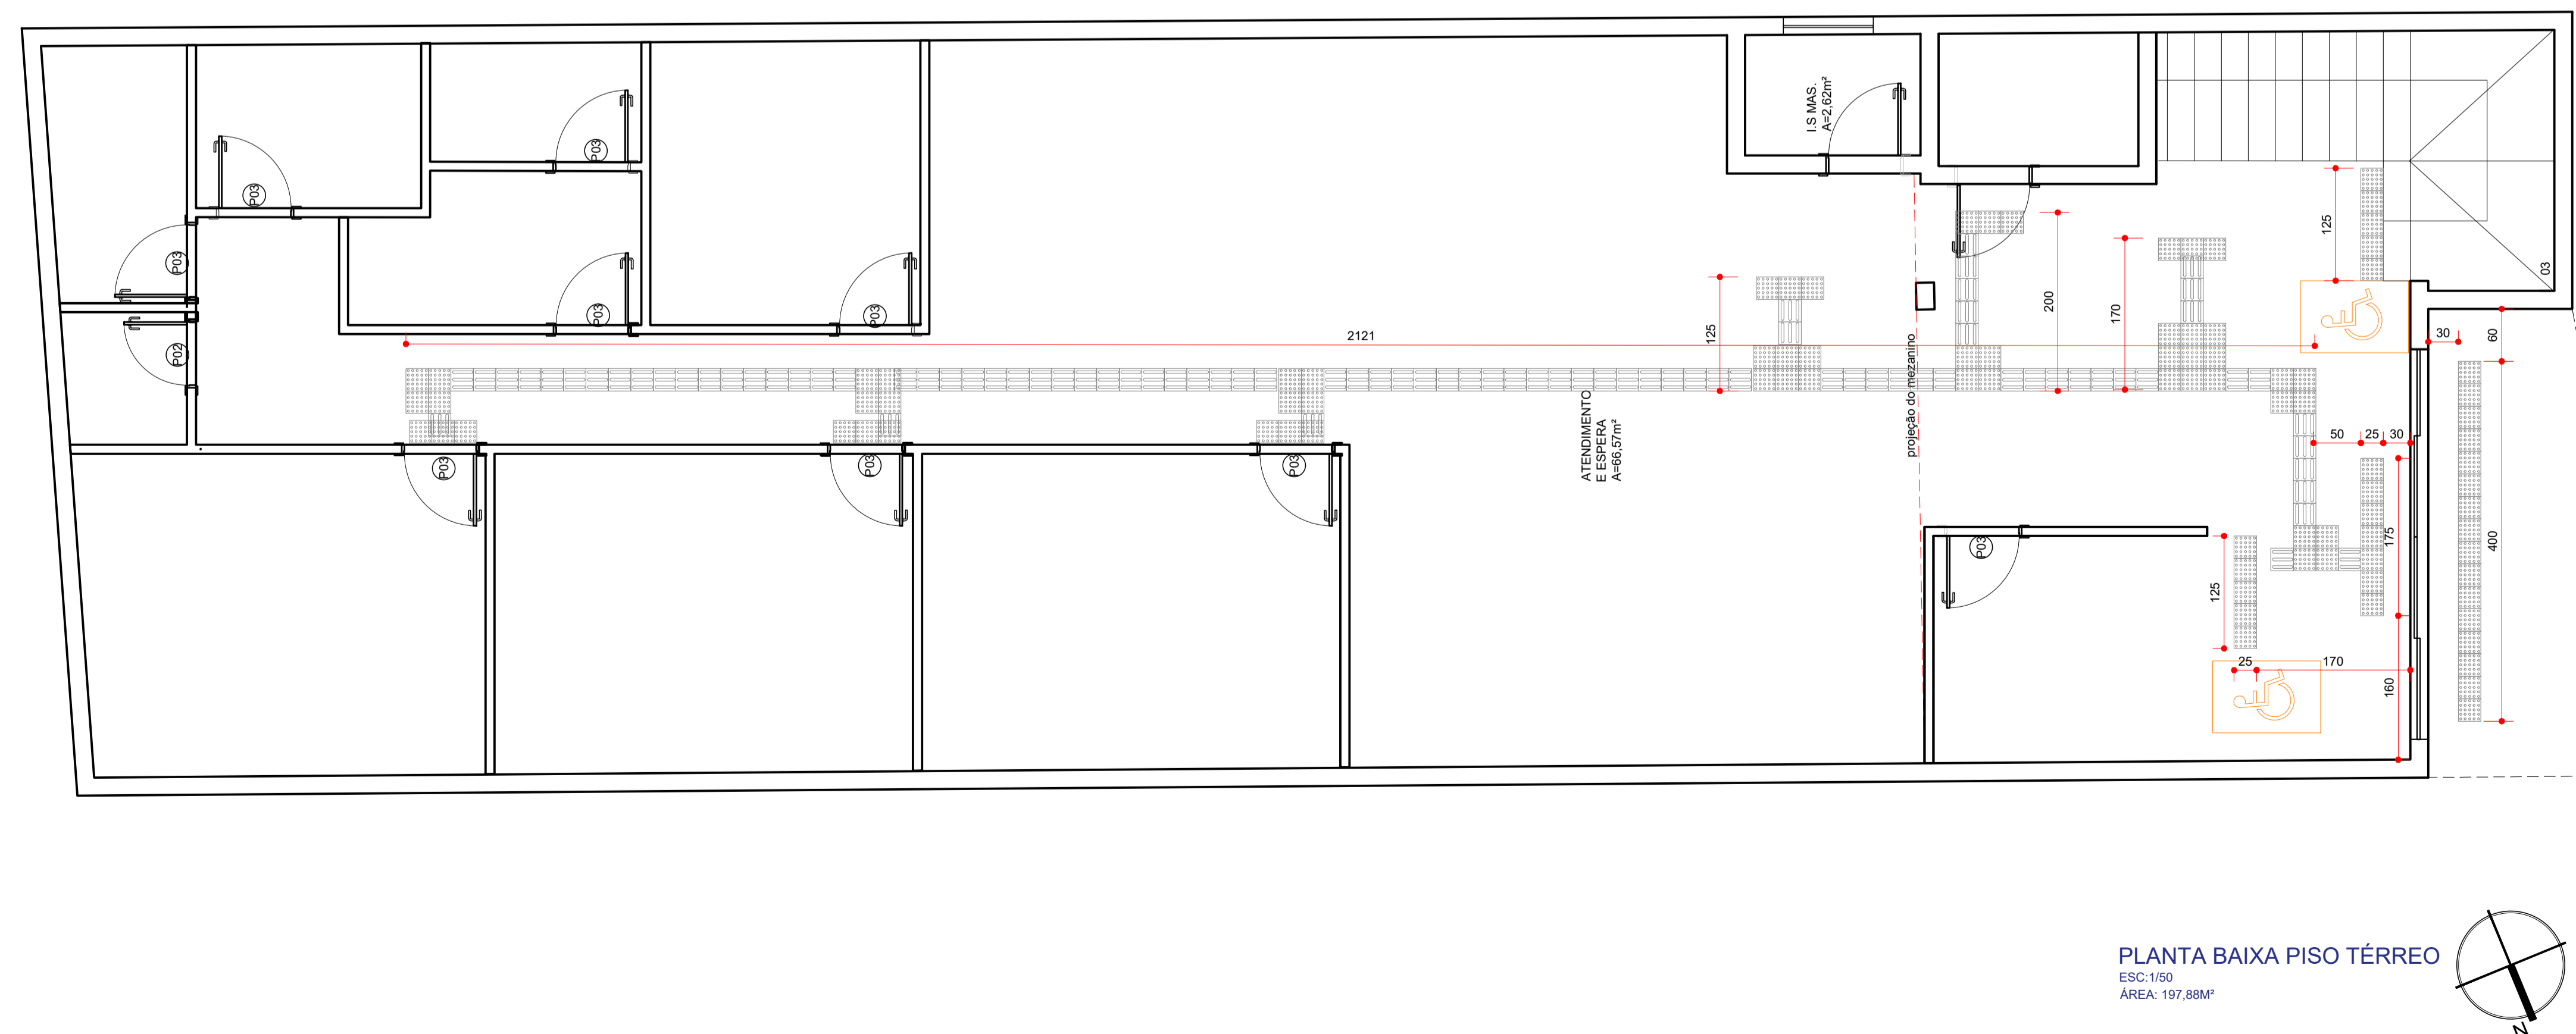 I.S MAS.
A=2,62m²
P03
P03
P03
P03
P03
P03
P02
P03
P03
P03
P03
2121
125
200
170
125
03
30
60
400
50
25
30
175
125
25
170
160
ATENDIMENTO
E ESPERA
A=66,57m²
projeção do mezanino
PLANTA BAIXA PISO TÉRREO
ESC:1/50
ÁREA: 197,88M²
N